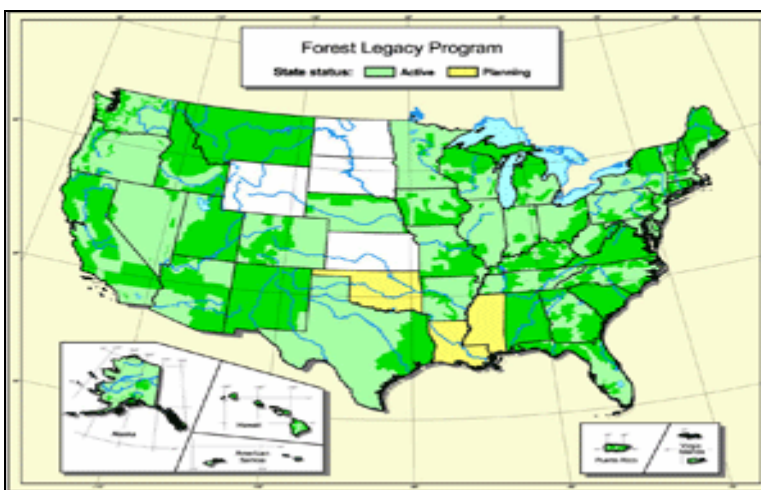 Forest Legacy Program
State status: Active Planning
Alaska
Hawaii
American
Samoa
Puerto Rico
Virgin
Islands